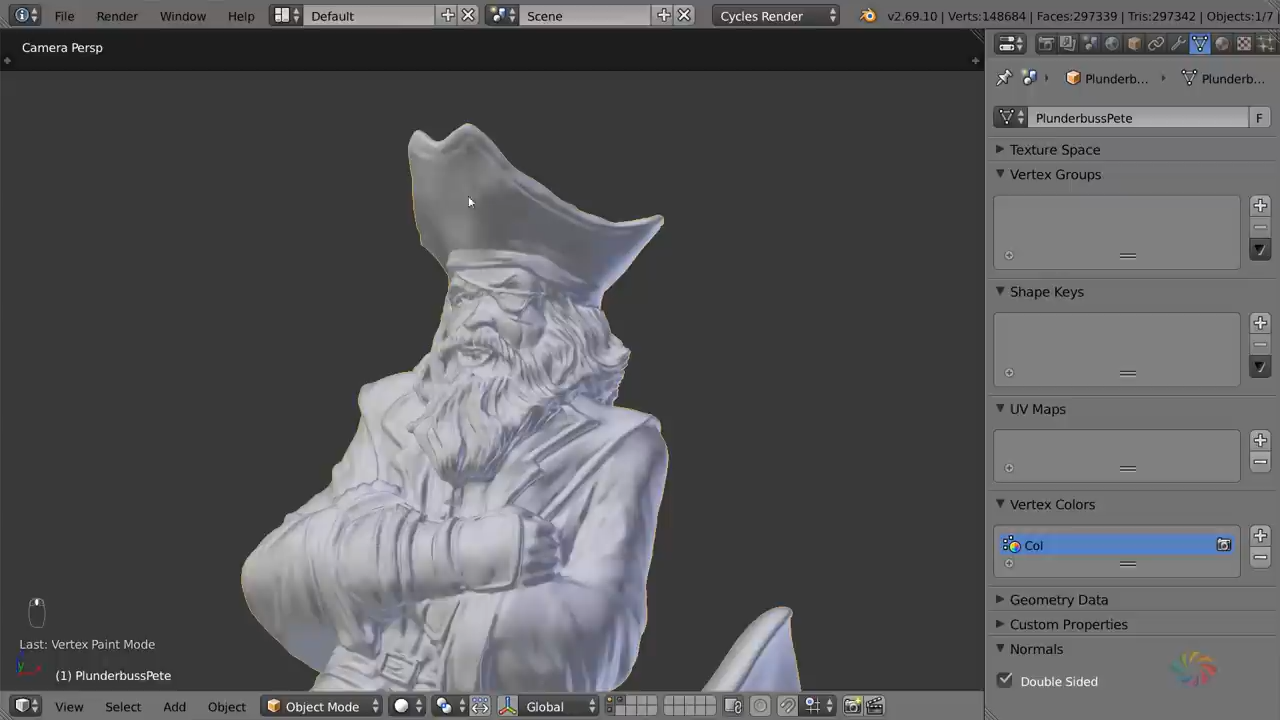 File Render Window Help Default Scene Cycles Render v2.69.10 | Verts:148684 | Faces:297339 | Tris:297342 | Objects:1/7
Camera Persp
Plunderb... Plunderb...
PlunderbussPete F
Texture Space
Vertex Groups
Shape Keys
UV Maps
Vertex Colors
Col
Geometry Data
Custom Properties
Last: Vertex Paint Mode
Normals
(1) PlunderbussPete
Double Sided
View Select Add Object Object Mode Global